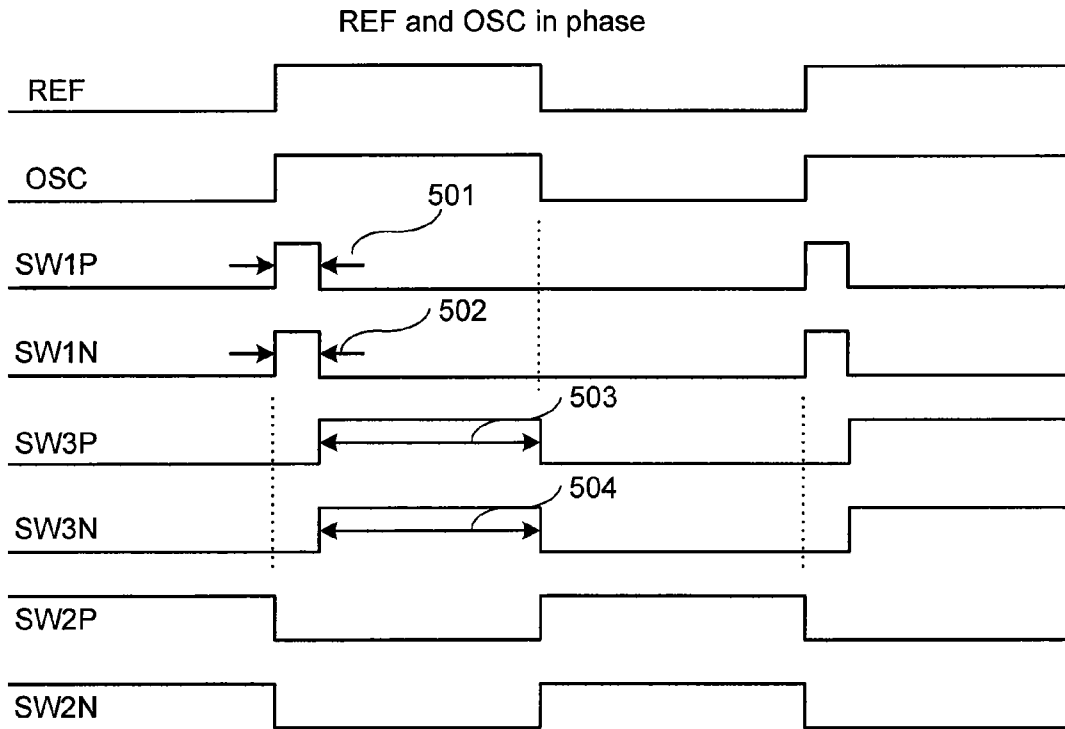 REF and OSC in phase
REF
OSC
501
SW1P
502
SW1N
503
SW3P
504
SW3N
SW2P
SW2N